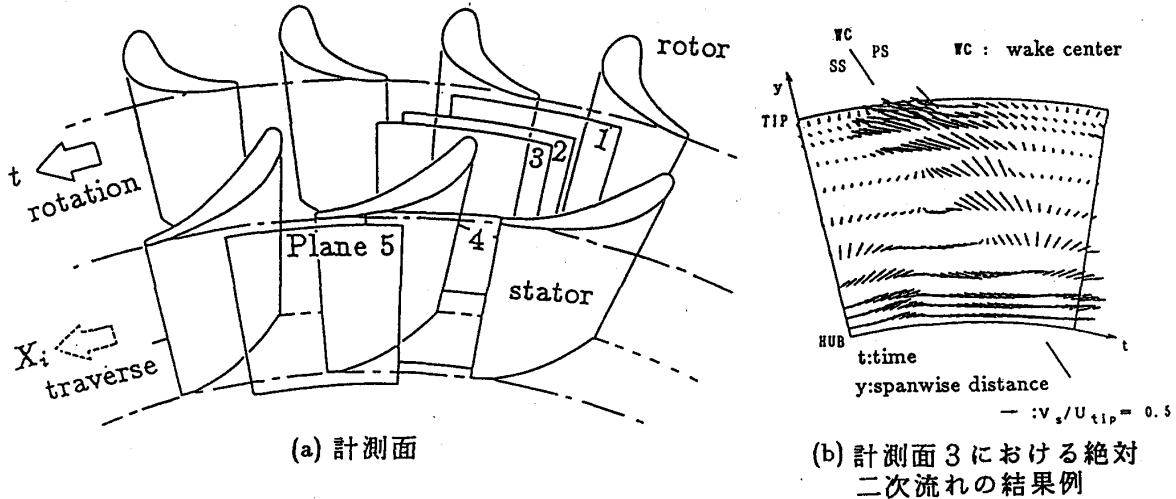 rotor
1
2
3
t
rotation
Plane 5
4
stator
Xi
traverse
(a) 計測面
WC
SS PS
WC : wake center
y
TIP
HUB
t
t:time
y:spanwise distance
→ :Vs/Utip= 0.5
(b) 計測面3における絶対
二次流れの結果例